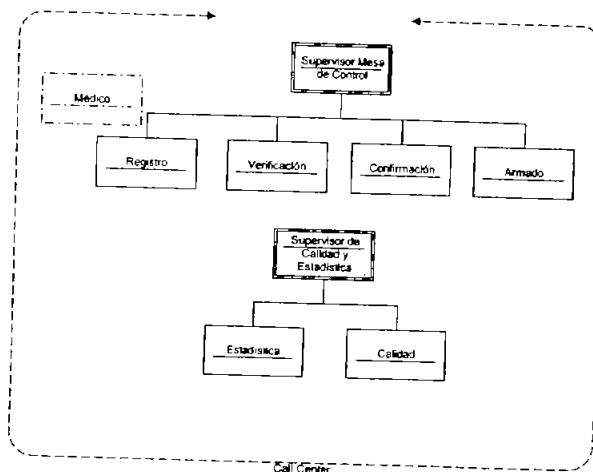 Supervisor Mesa
de Control
Médico
Registro
Verificación
Confirmación
Armado
Supervisor de
Calidad y
Estadística
Estadística
Calidad
Call Center